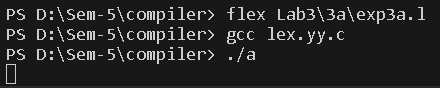 PS D:\Sem-5\compiler> flex Lab3\3a\exp3a.l
PS D:\Sem-5\compiler> gcc lex.yy.c
PS D:\Sem-5\compiler> ./a